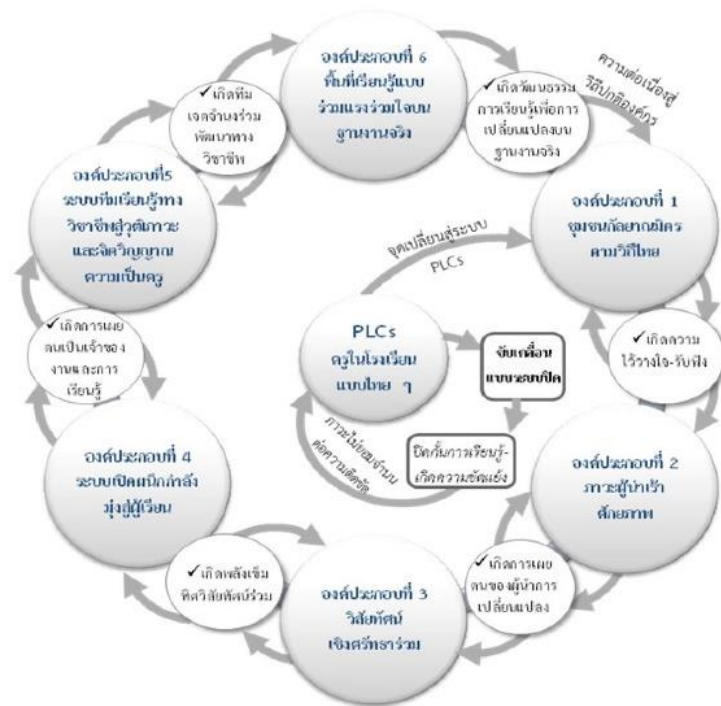 องค์ประกอบที่ 6
พื้นที่เรียนรู้แบบ
ร่วมแรงร่วมใจบน
ฐานงานจริง
✓เกิดวัฒนธรรม
การเรียนรู้เพื่อการ
เปลี่ยนแปลงบน
ฐานงานจริง
ความต่อเนื่องสู่
วิถีปกติองค์กร
องค์ประกอบที่ 1
ชุมชนกัลยาณมิตร
ตามวิถีไทย
✓เกิดความ
ไว้วางใจ-รับฟัง
องค์ประกอบที่ 2
ภาวะผู้นำเร้า
ศักยภาพ
✓เกิดการเผย
ตนของผู้นำการ
เปลี่ยนแปลง
องค์ประกอบที่ 3
วิสัยทัศน์
เชิงศรัทธาร่วม
✓เกิดพลังเข็ม
ทิศวิสัยทัศน์ร่วม
องค์ประกอบที่ 4
ระบบเปิดผนึกกำลัง
มุ่งสู่ผู้เรียน
✓เกิดการเผย
ตนเป็นเจ้าของ
งานและการ
เรียนรู้
องค์ประกอบที่5
ระบบทีมเรียนรู้ทาง
วิชาชีพสู่วุฒิภาวะ
และจิตวิญญาณ
ความเป็นครู
✓เกิดทีม
เจตจำนงร่วม
พัฒนาทาง
วิชาชีพ
จุดเปลี่ยนสู่ระบบ
PLCs
PLCs
ครูในโรงเรียน
แบบไทย ๆ
ขับเคลื่อน
แบบระบบปิด
ปิดกั้นการเรียนรู้-
เกิดความขัดแย้ง
ภาวะไม่ยอมจำนน
ต่อความติดขัด